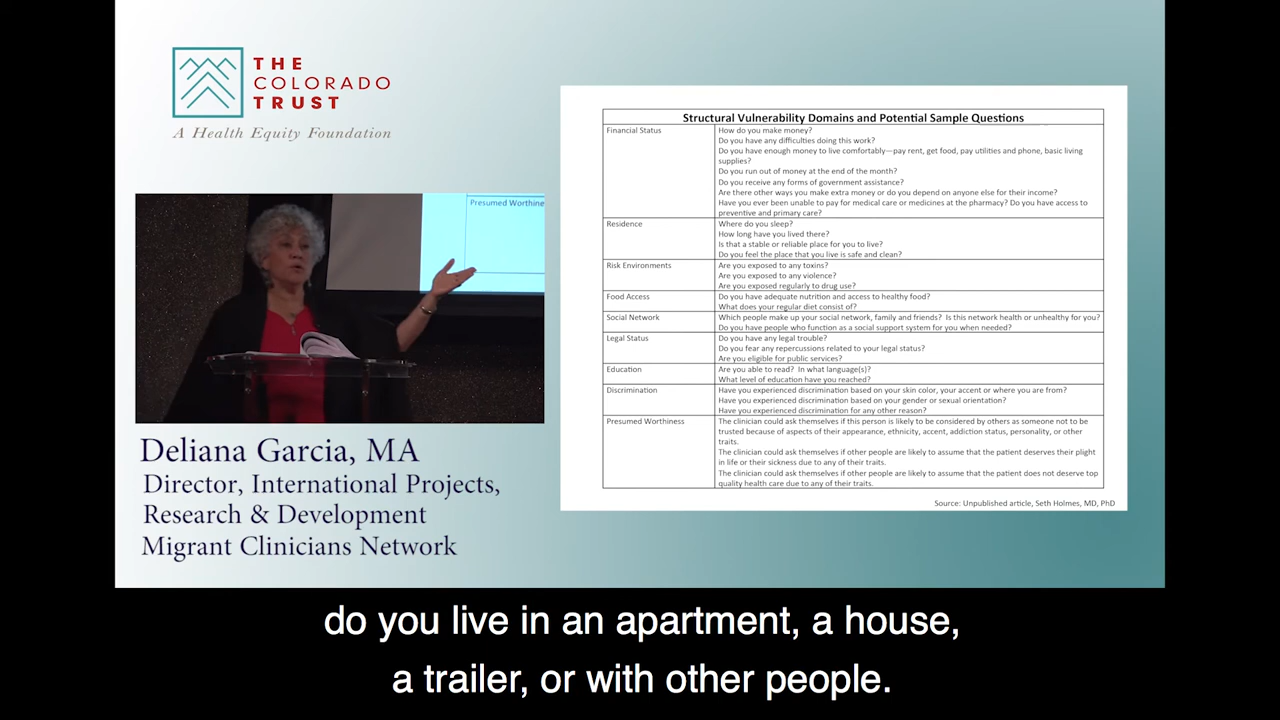 THE
COLORADO
TRUST
A Health Equity Foundation
Presumed Worthine
Deliana Garcia, MA
Director, International Projects,
Research & Development
Migrant Clinicians Network
Structural Vulnerability Domains and Potential Sample Questions
Financial Status
How do you make money?
Do you have any difficulties doing this work?
Do you have enough money to live comfortably—pay rent, get food, pay utilities and phone, basic living
supplies?
Do you run out of money at the end of the month?
Do you receive any forms of government assistance?
Are there other ways you make extra money or do you depend on anyone else for their income?
Have you ever been unable to pay for medical care or medicines at the pharmacy? Do you have access to
preventive and primary care?
Residence
Where do you sleep?
How long have you lived there?
Is that a stable or reliable place for you to live?
Do you feel the place that you live is safe and clean?
Risk Environments
Are you exposed to any toxins?
Are you exposed to any violence?
Are you exposed regularly to drug use?
Food Access
Do you have adequate nutrition and access to healthy food?
What does your regular diet consist of?
Social Network
Which people make up your social network, family and friends? Is this network health or unhealthy for you?
Do you have people who function as a social support system for you when needed?
Legal Status
Do you have any legal trouble?
Do you fear any repercussions related to your legal status?
Are you eligible for public services?
Education
Are you able to read? In what language(s)?
What level of education have you reached?
Discrimination
Have you experienced discrimination based on your skin color, your accent or where you are from?
Have you experienced discrimination based on your gender or sexual orientation?
Have you experienced discrimination for any other reason?
Presumed Worthiness
The clinician could ask themselves if this person is likely to be considered by others as someone not to be
trusted because of aspects of their appearance, ethnicity, accent, addiction status, personality, or other
traits.
The clinician could ask themselves if other people are likely to assume that the patient deserves their plight
in life or their sickness due to any of their traits.
The clinician could ask themselves if other people are likely to assume that the patient does not deserve top
quality health care due to any of their traits.
Source: Unpublished article, Seth Holmes, MD, PhD
do you live in an apartment, a house,
a trailer, or with other people.